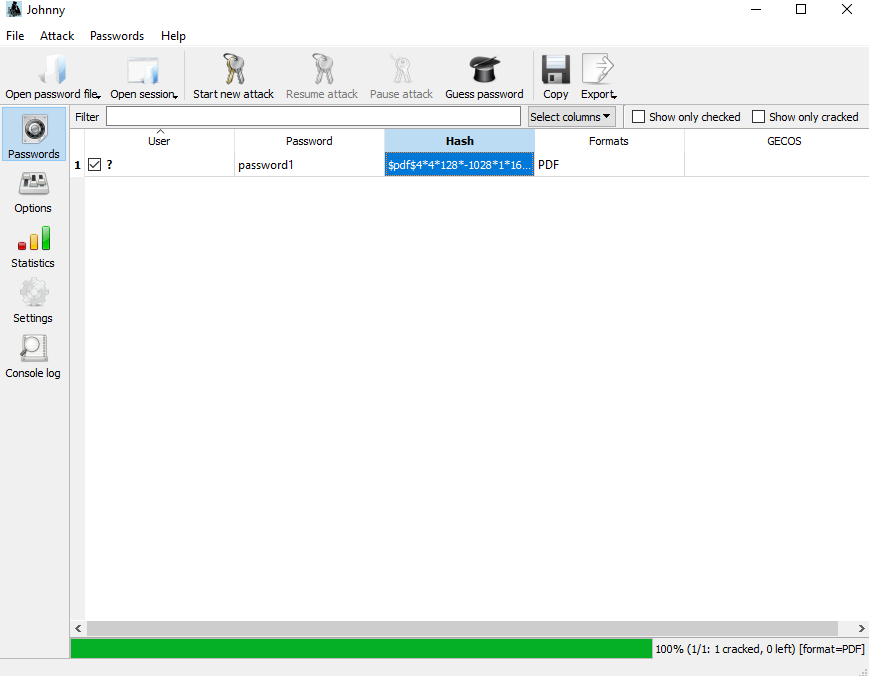 Johnny
File Attack Passwords Help
Open password file Open session Start new attack Resume attack Pause attack Guess password Copy Export
Passwords
Options
Statistics
Settings
Console log
Filter Select columns Show only checked Show only cracked
User Password Hash Formats GECOS
1 ? password1 $pdf$4*4*128*-1028*1*16... PDF
100% (1/1: 1 cracked, 0 left) [format=PDF]